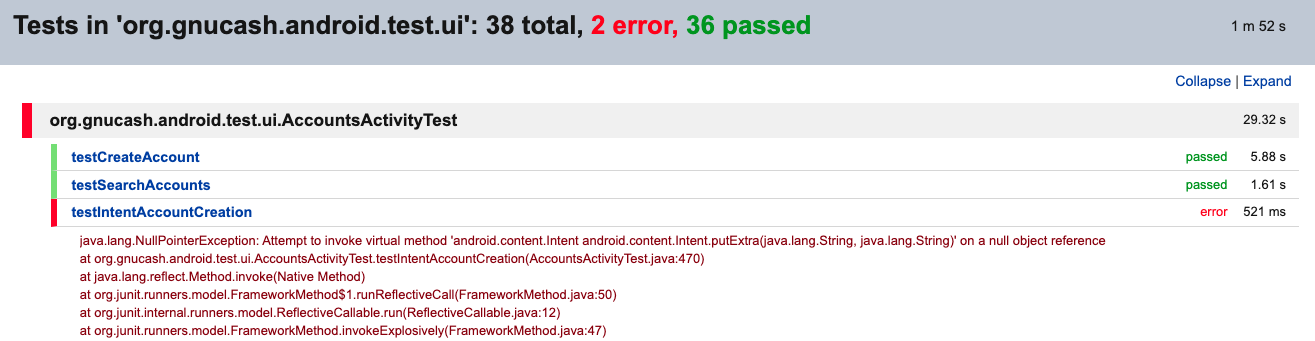 Tests in 'org.gnucash.android.test.ui': 38 total, 2 error, 36 passed 1 m 52 s
Collapse | Expand
org.gnucash.android.test.ui.AccountsActivityTest 29.32 s
testCreateAccount passed 5.88 s
testSearchAccounts passed 1.61 s
testIntentAccountCreation error 521 ms
java.lang.NullPointerException: Attempt to invoke virtual method 'android.content.Intent android.content.Intent.putExtra(java.lang.String, java.lang.String)' on a null object reference
at org.gnucash.android.test.ui.AccountsActivityTest.testIntentAccountCreation(AccountsActivityTest.java:470)
at java.lang.reflect.Method.invoke(Native Method)
at org.junit.runners.model.FrameworkMethod$1.runReflectiveCall(FrameworkMethod.java:50)
at org.junit.internal.runners.model.ReflectiveCallable.run(ReflectiveCallable.java:12)
at org.junit.runners.model.FrameworkMethod.invokeExplosively(FrameworkMethod.java:47)